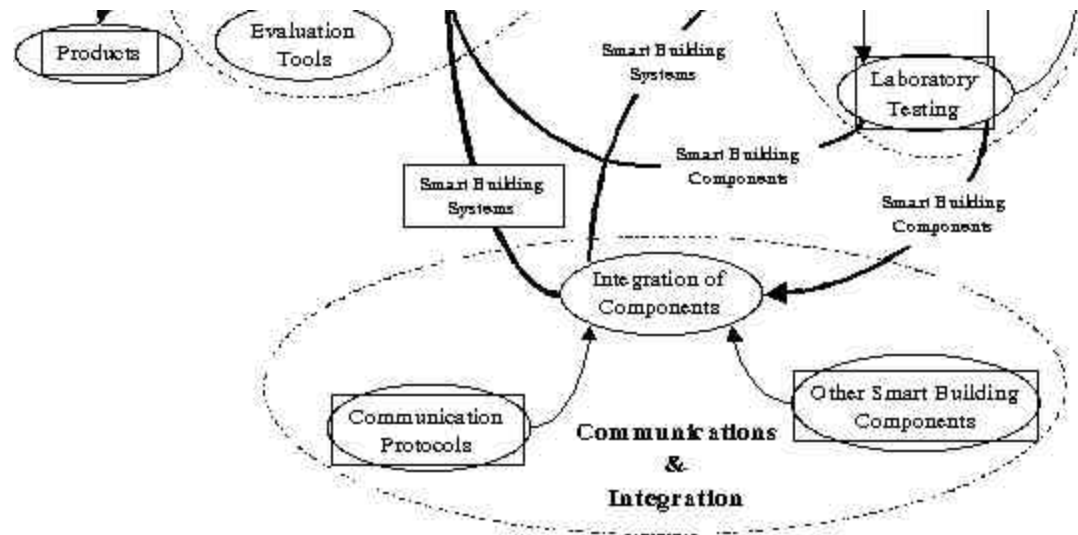 Products
Evaluation
Tools
Smart Building
Systems
Laboratory
Testing
Smart Building
Components
Smart Building
Systems
Smart Building
Components
Integration of
Components
Other Smart Building
Components
Communication
Protocols
Communications
&
Integration